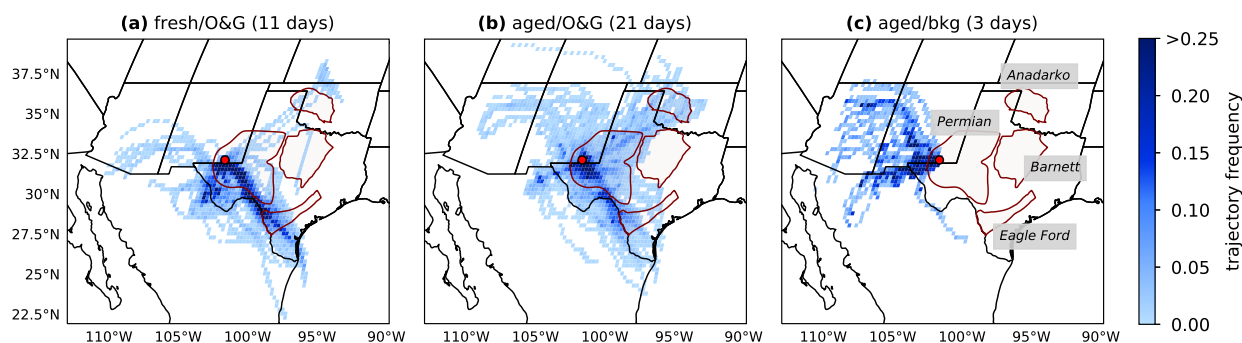 (a) fresh/O&G (11 days)
(b) aged/O&G (21 days)
(c) aged/bkg (3 days)
37.5°N
35°N
32.5°N
30°N
27.5°N
25°N
22.5°N
110°W 105°W 100°W 95°W 90°W
110°W 105°W 100°W 95°W 90°W
110°W 105°W 100°W 95°W 90°W
Anadarko
Permian
Barnett
Eagle Ford
>0.25
0.20
0.15
0.10
0.05
0.00
trajectory frequency